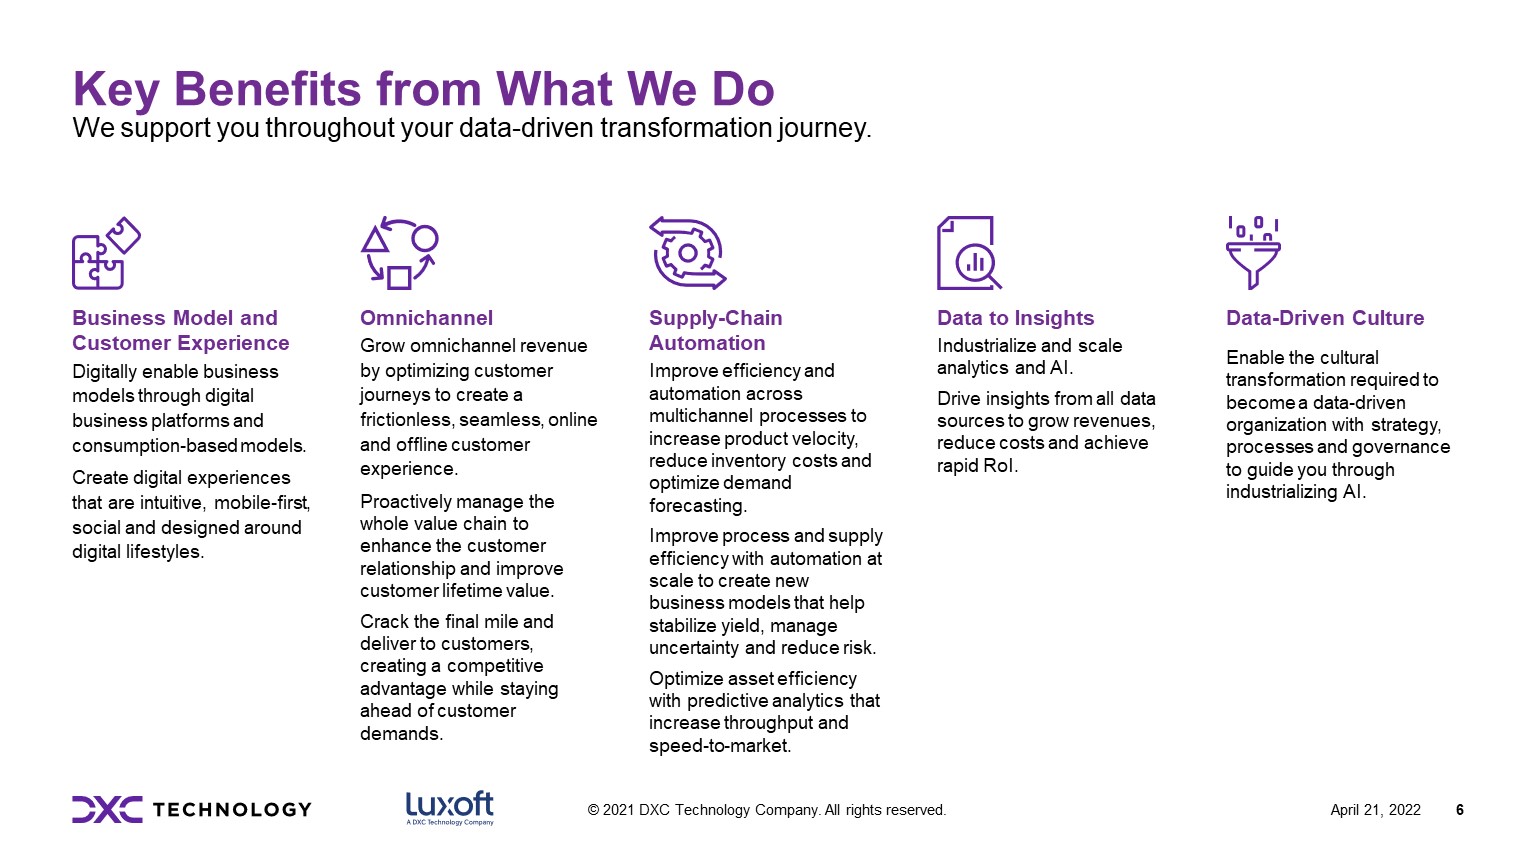 Key Benefits from What We Do
We support you throughout your data-driven transformation journey.
Business Model and
Customer Experience
Digitally enable business
models through digital
business platforms and
consumption-based models.
Create digital experiences
that are intuitive, mobile-first,
social and designed around
digital lifestyles.
Omnichannel
Grow omnichannel revenue
by optimizing customer
journeys to create a
frictionless, seamless, online
and offline customer
experience.
Proactively manage the
whole value chain to
enhance the customer
relationship and improve
customer lifetime value.
Crack the final mile and
deliver to customers,
creating a competitive
advantage while staying
ahead of customer
demands.
Supply-Chain
Automation
Improve efficiency and
automation across
multichannel processes to
increase product velocity,
reduce inventory costs and
optimize demand
forecasting.
Improve process and supply
efficiency with automation at
scale to create new
business models that help
stabilize yield, manage
uncertainty and reduce risk.
Optimize asset efficiency
with predictive analytics that
increase throughput and
speed-to-market.
Data to Insights
Industrialize and scale
analytics and AI.
Drive insights from all data
sources to grow revenues,
reduce costs and achieve
rapid RoI.
Data-Driven Culture
Enable the cultural
transformation required to
become a data-driven
organization with strategy,
processes and governance
to guide you through
industrializing AI.
DXC TECHNOLOGY
Luxoft
A DXC Technology Company
© 2021 DXC Technology Company. All rights reserved.
April 21, 2022
6